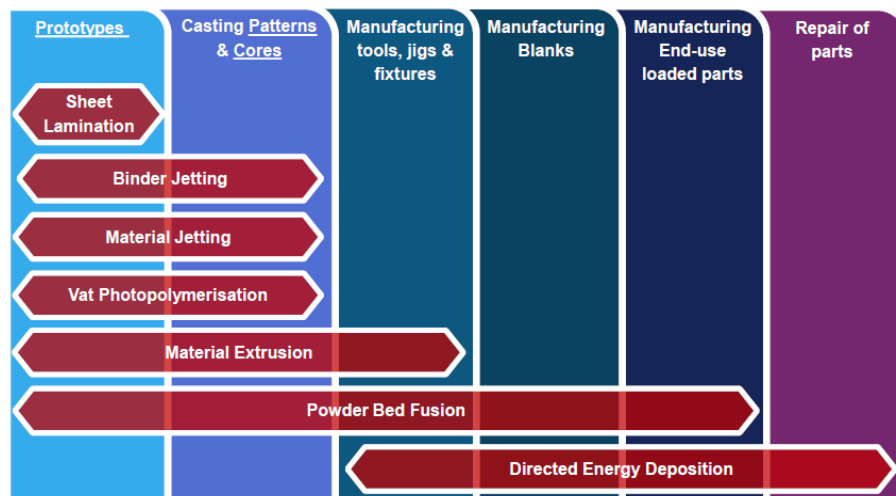 Prototypes
Casting Patterns
& Cores
Manufacturing
tools, jigs &
fixtures
Manufacturing
Blanks
Manufacturing
End-use
loaded parts
Repair of
parts
Sheet
Lamination
Binder Jetting
Material Jetting
Vat Photopolymerisation
Material Extrusion
Powder Bed Fusion
Directed Energy Deposition